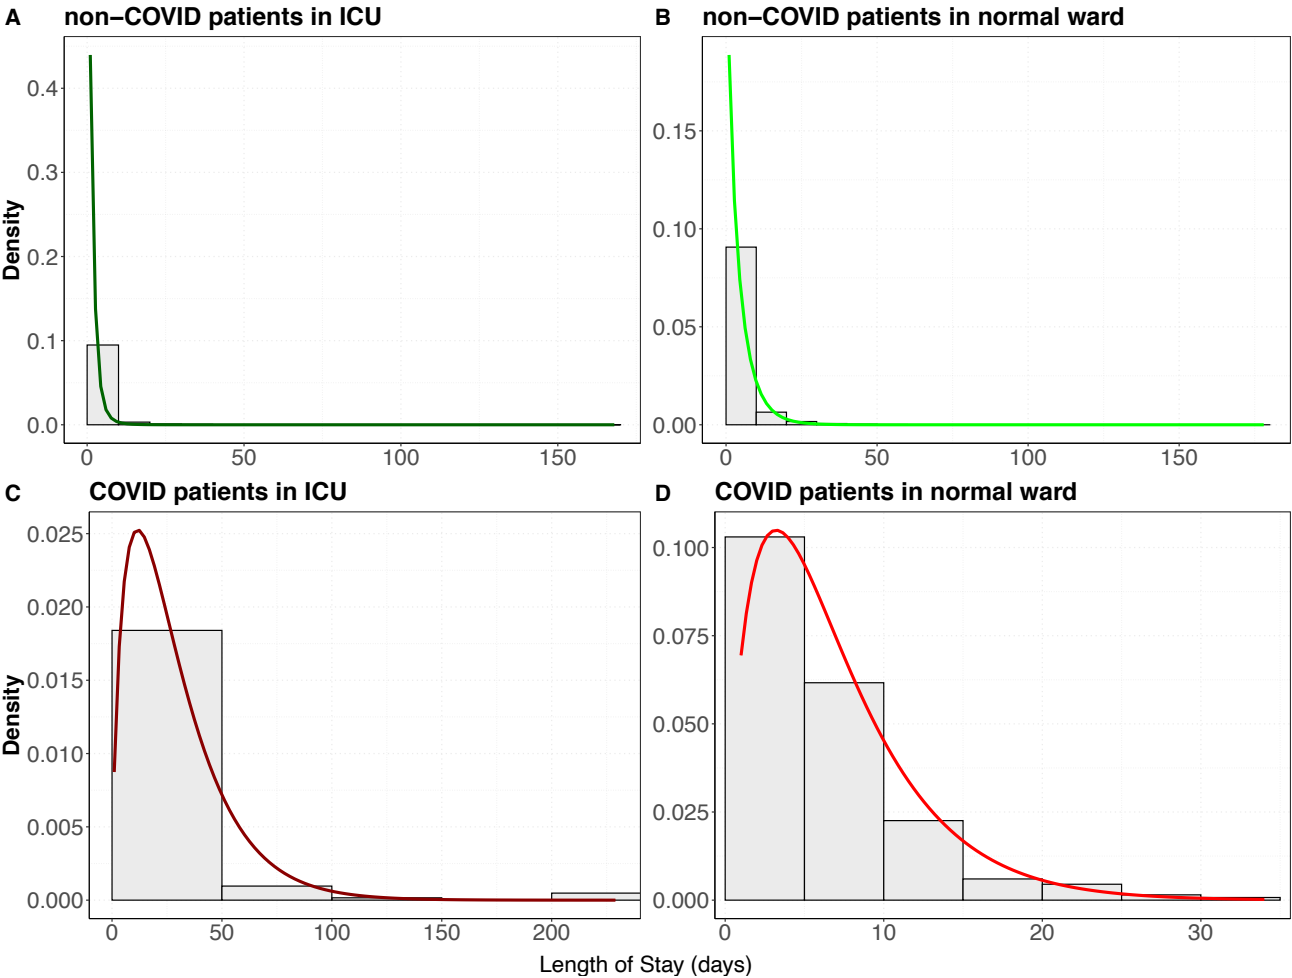 A non−COVID patients in ICU
B non−COVID patients in normal ward
Density
0.4
0.3
0.2
0.1
0.0
0 50 100 150
0.15
0.10
0.05
0.00
0 50 100 150
C COVID patients in ICU
D COVID patients in normal ward
Density
0.025
0.020
0.015
0.010
0.005
0.000
0 50 100 150 200
0.100
0.075
0.050
0.025
0.000
0 10 20 30
Length of Stay (days)